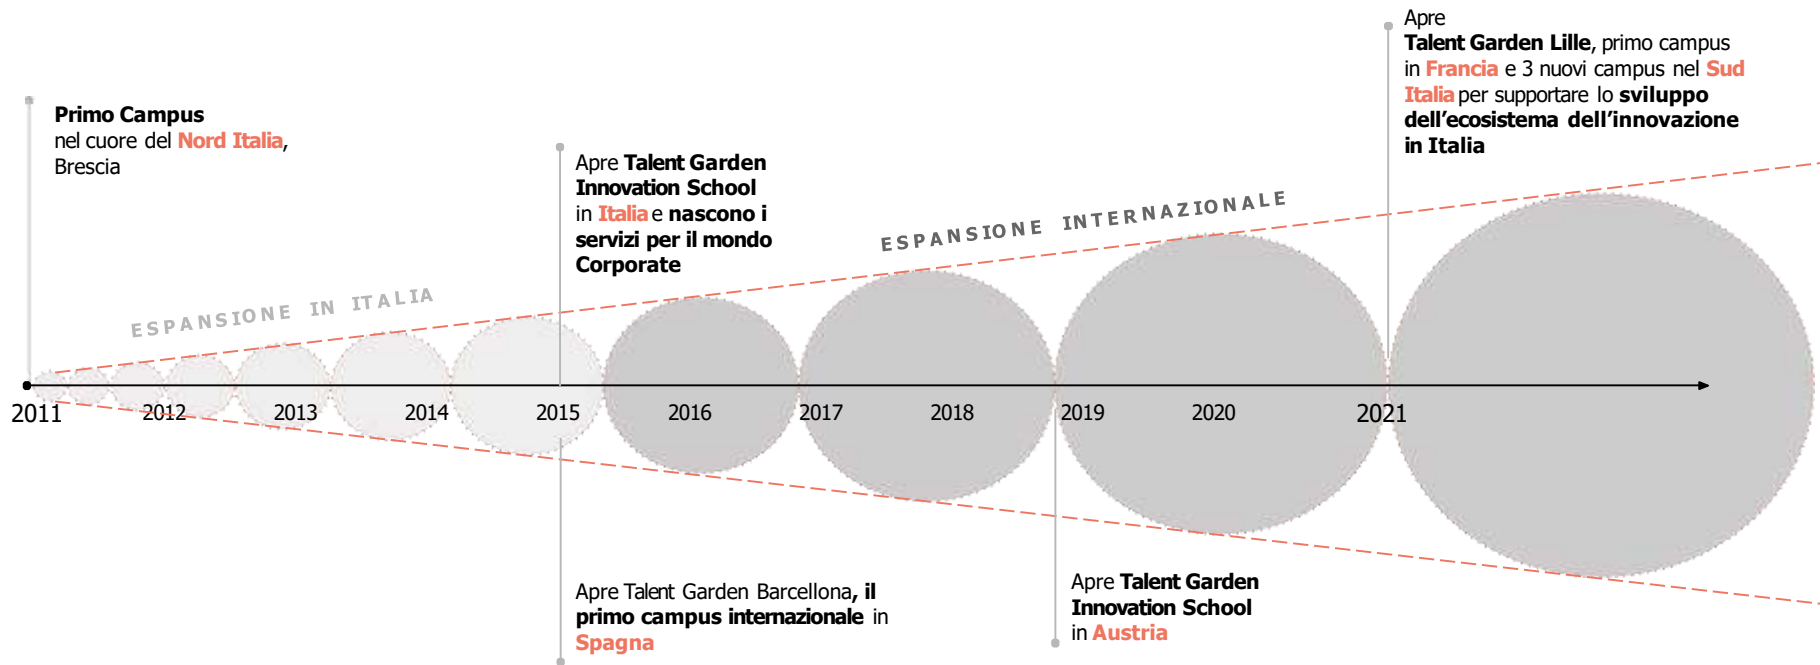 Primo Campus
nel cuore del Nord Italia,
Brescia
Apre Talent Garden
Innovation School
in Italia e nascono i
servizi per il mondo
Corporate
Apre
Talent Garden Lille, primo campus
in Francia e 3 nuovi campus nel Sud
Italia per supportare lo sviluppo
dell’ecosistema dell’innovazione
in Italia
ESPANSIONE IN ITALIA
ESPANSIONE INTERNAZIONALE
2011 2012 2013 2014 2015 2016 2017 2018 2019 2020 2021
Apre Talent Garden Barcellona, il
primo campus internazionale in
Spagna
Apre Talent Garden
Innovation School
in Austria